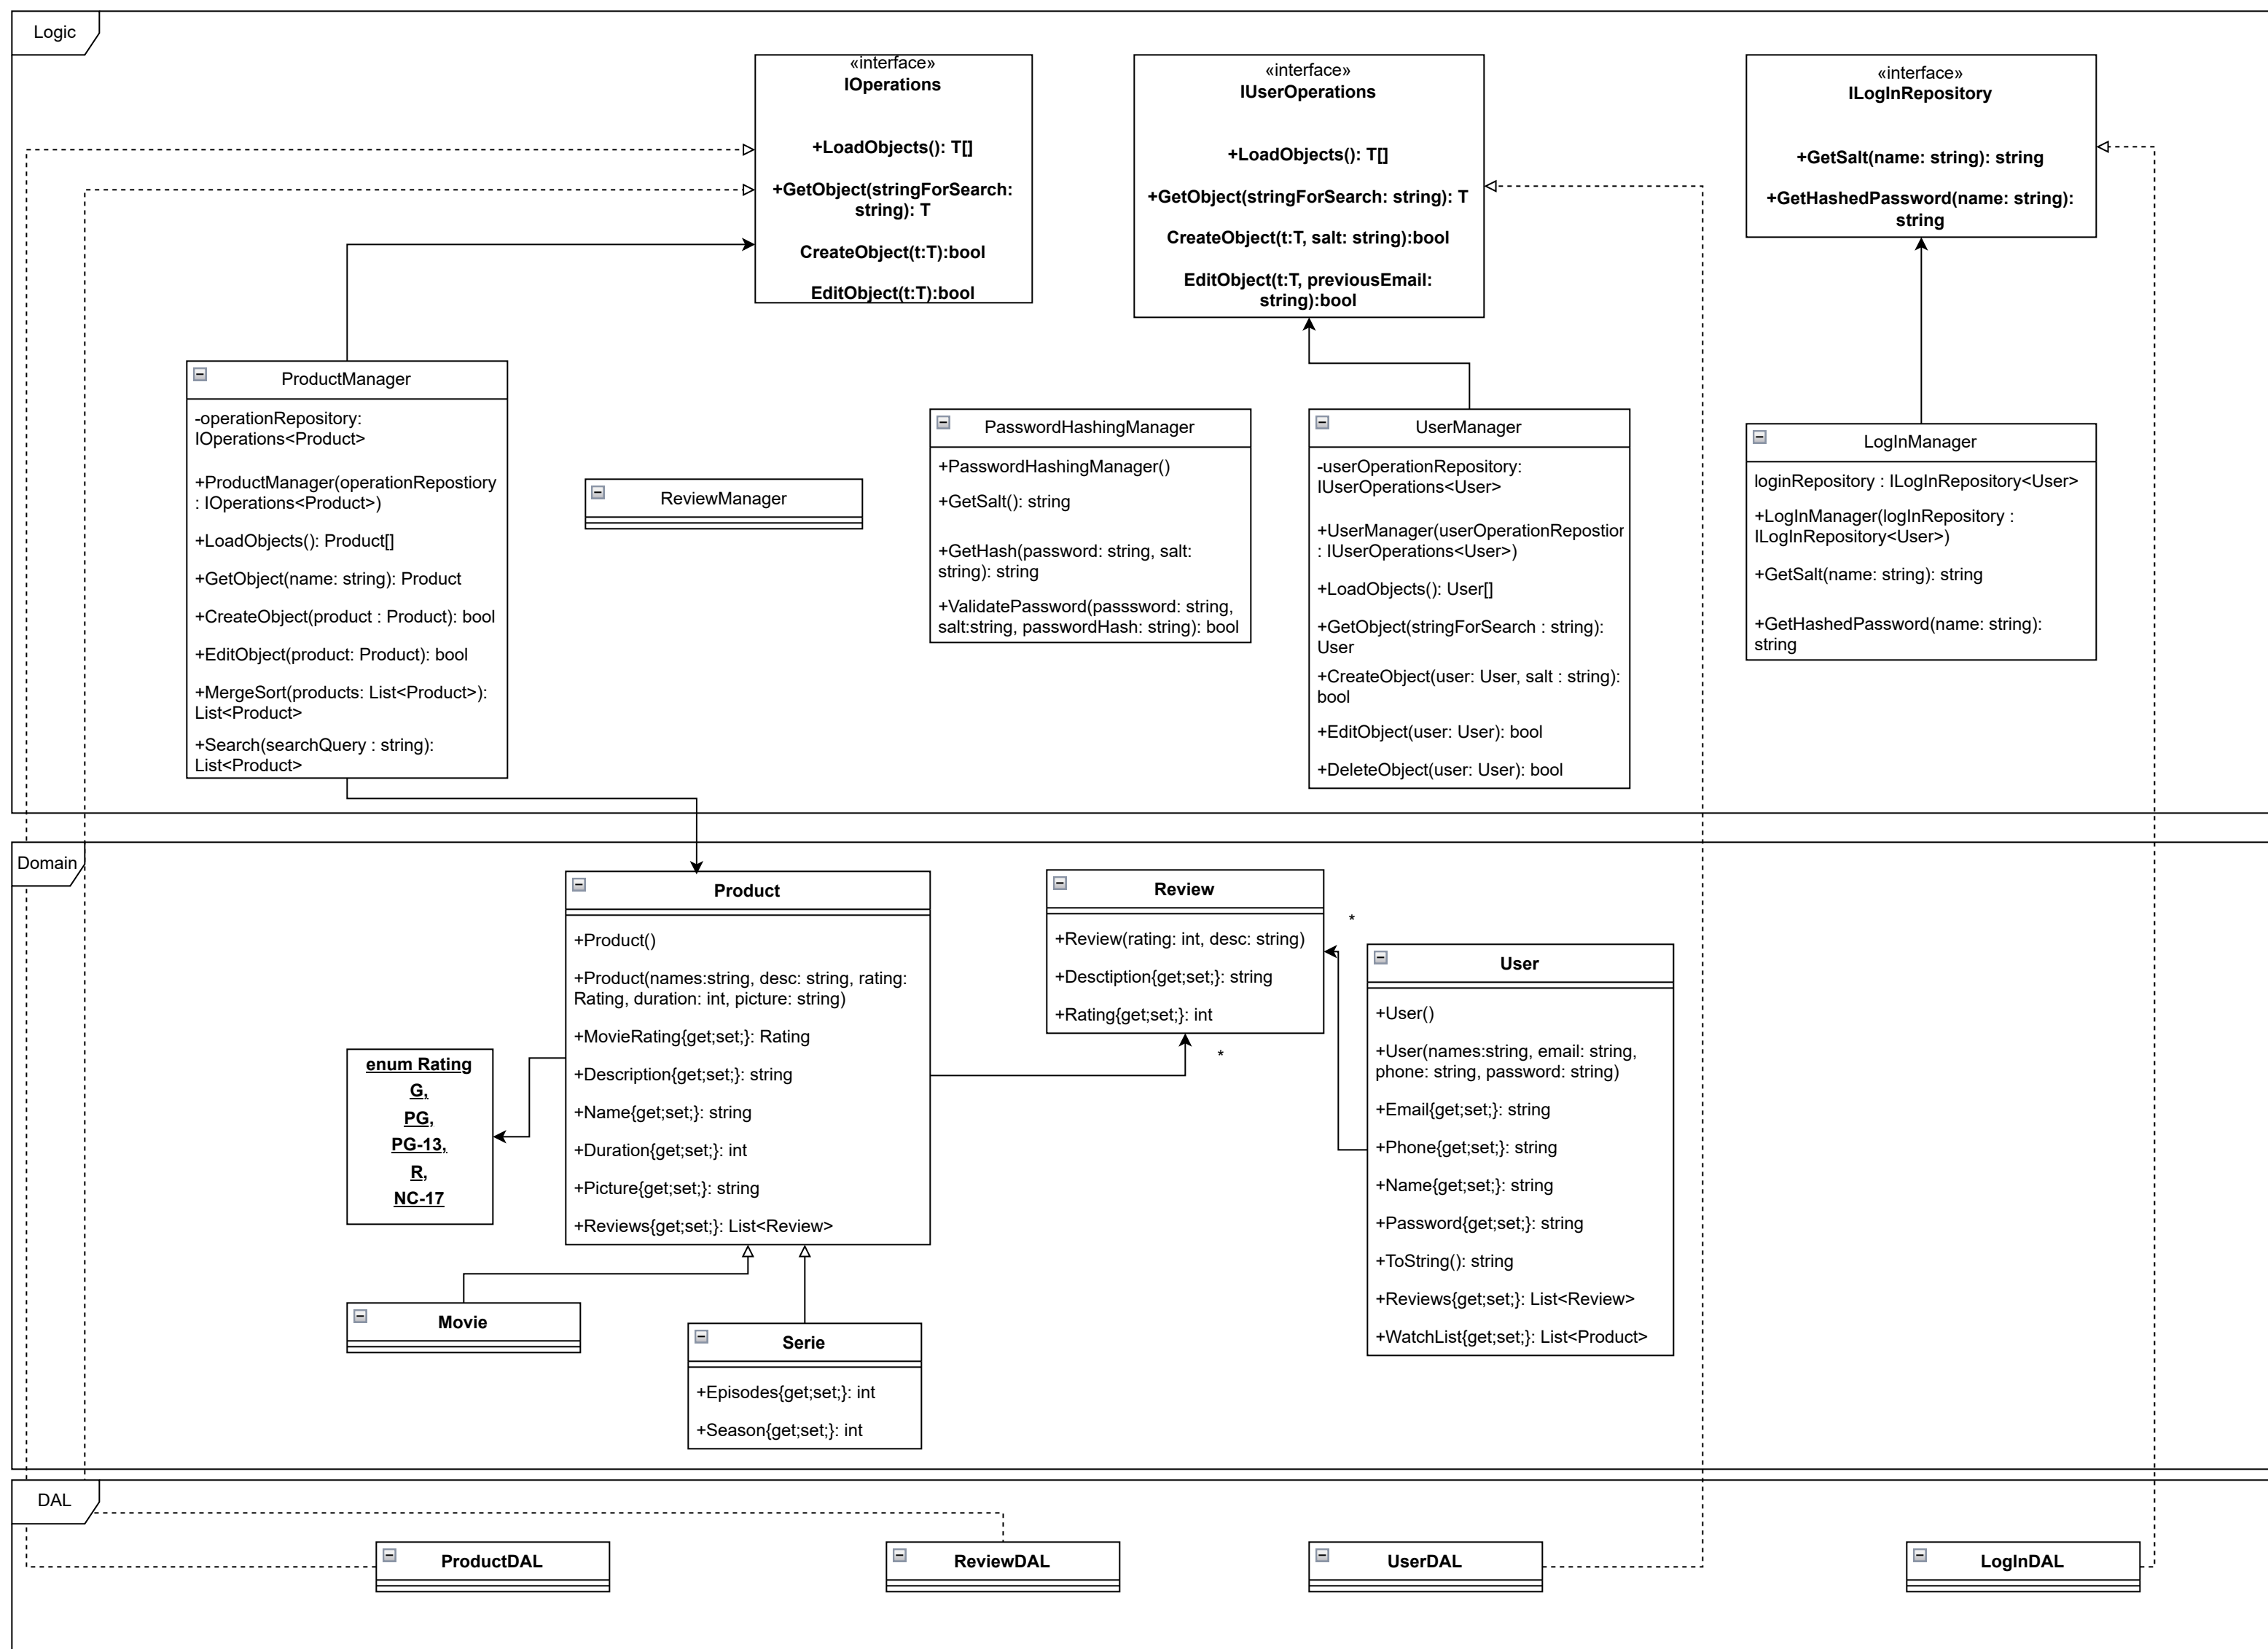 Logic
«interface»
IOperations
+LoadObjects(): T[]
+GetObject(stringForSearch:
string): T
CreateObject(t:T):bool
EditObject(t:T):bool
«interface»
IUserOperations
+LoadObjects(): T[]
+GetObject(stringForSearch: string): T
CreateObject(t:T, salt: string):bool
EditObject(t:T, previousEmail:
string):bool
«interface»
ILogInRepository
+GetSalt(name: string): string
+GetHashedPassword(name: string):
string
ProductManager
-operationRepository:
IOperations<Product>
+ProductManager(operationRepostiory
: IOperations<Product>)
+LoadObjects(): Product[]
+GetObject(name: string): Product
+CreateObject(product : Product): bool
+EditObject(product: Product): bool
+MergeSort(products: List<Product>):
List<Product>
+Search(searchQuery : string):
List<Product>
ReviewManager
PasswordHashingManager
+PasswordHashingManager()
+GetSalt(): string
+GetHash(password: string, salt:
string): string
+ValidatePassword(passsword: string,
salt:string, passwordHash: string): bool
UserManager
-userOperationRepository:
IUserOperations<User>
+UserManager(userOperationRepostior
: IUserOperations<User>)
+LoadObjects(): User[]
+GetObject(stringForSearch : string):
User
+CreateObject(user: User, salt : string):
bool
+EditObject(user: User): bool
+DeleteObject(user: User): bool
LogInManager
loginRepository : ILogInRepository<User>
+LogInManager(logInRepository :
ILogInRepository<User>)
+GetSalt(name: string): string
+GetHashedPassword(name: string):
string
Domain
Product
+Product()
+Product(names:string, desc: string, rating:
Rating, duration: int, picture: string)
+MovieRating{get;set;}: Rating
+Description{get;set;}: string
+Name{get;set;}: string
+Duration{get;set;}: int
+Picture{get;set;}: string
+Reviews{get;set;}: List<Review>
Review
+Review(rating: int, desc: string)
+Desctiption{get;set;}: string
+Rating{get;set;}: int
*
*
User
+User()
+User(names:string, email: string,
phone: string, password: string)
+Email{get;set;}: string
+Phone{get;set;}: string
+Name{get;set;}: string
+Password{get;set;}: string
+ToString(): string
+Reviews{get;set;}: List<Review>
+WatchList{get;set;}: List<Product>
enum Rating
G,
PG,
PG-13,
R,
NC-17
Movie
Serie
+Episodes{get;set;}: int
+Season{get;set;}: int
DAL
ProductDAL
ReviewDAL
UserDAL
LogInDAL